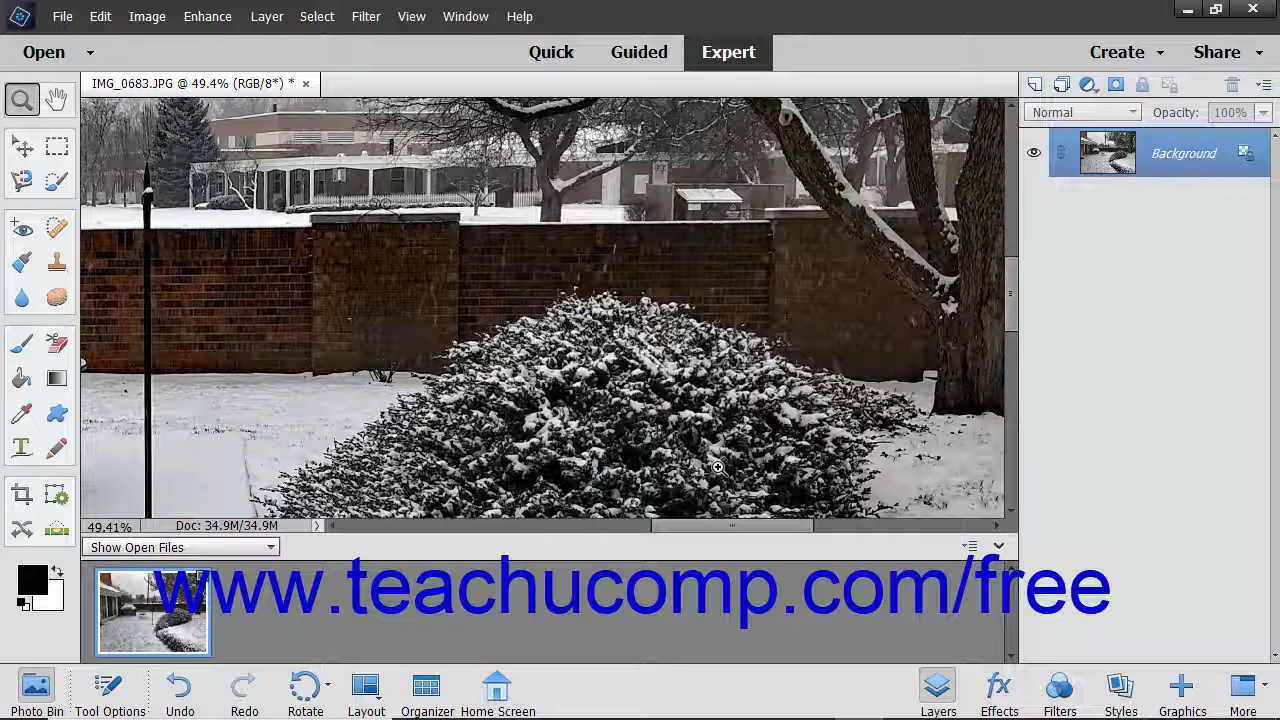 File Edit Image Enhance Layer Select Filter View Window Help
Open Quick Guided Expert Create Share
IMG_0683.JPG @ 49.4% (RGB/8*) * ×
Normal Opacity: 100%
Background
49.41% Doc: 34.9M/34.9M
Show Open Files
www.teachucomp.com/free
Photo Bin Tool Options Undo Redo Rotate Layout Organizer Home Screen Layers Effects Filters Styles Graphics More